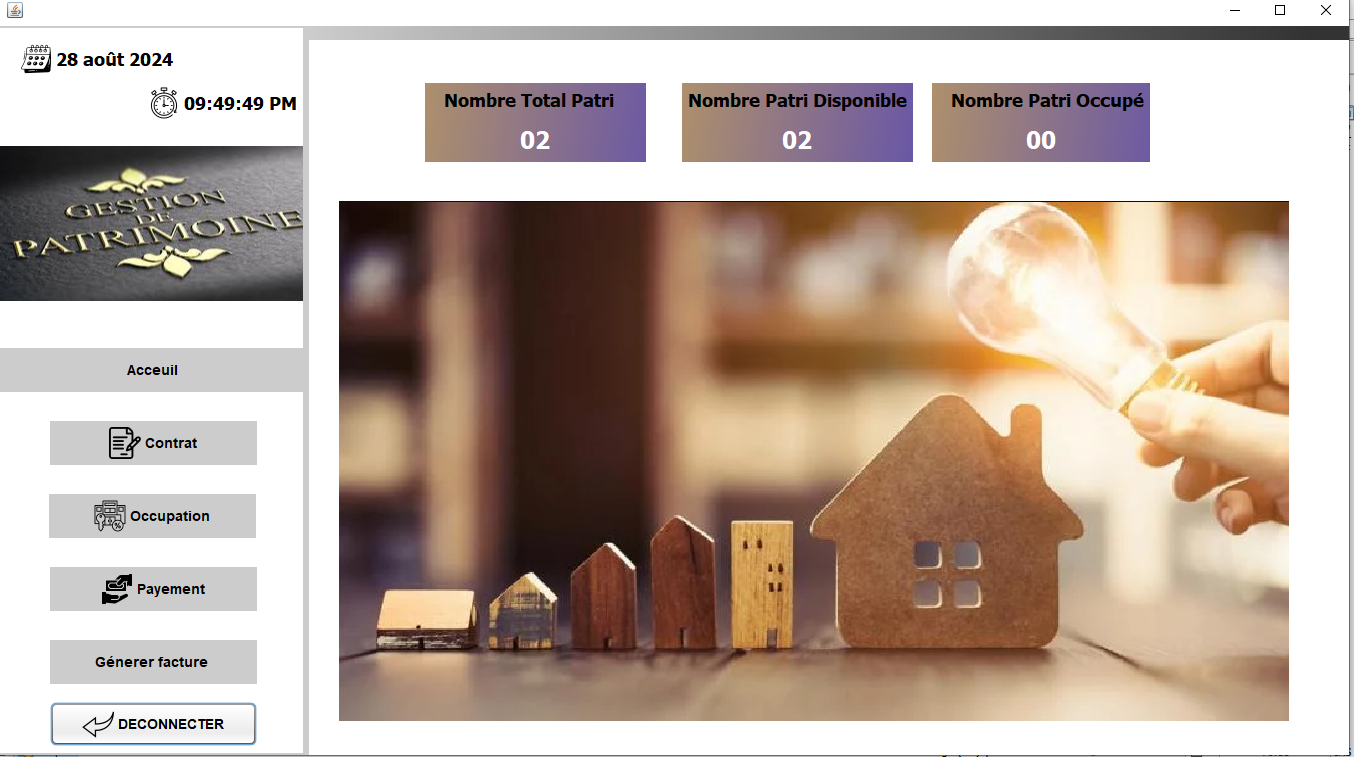 28 août 2024
09:49:49 PM
GESTION
DE
PATRIMOINE
Acceuil
Contrat
Occupation
Payement
Génerer facture
DECONNECTER
Nombre Total Patri
02
Nombre Patri Disponible
02
Nombre Patri Occupé
00